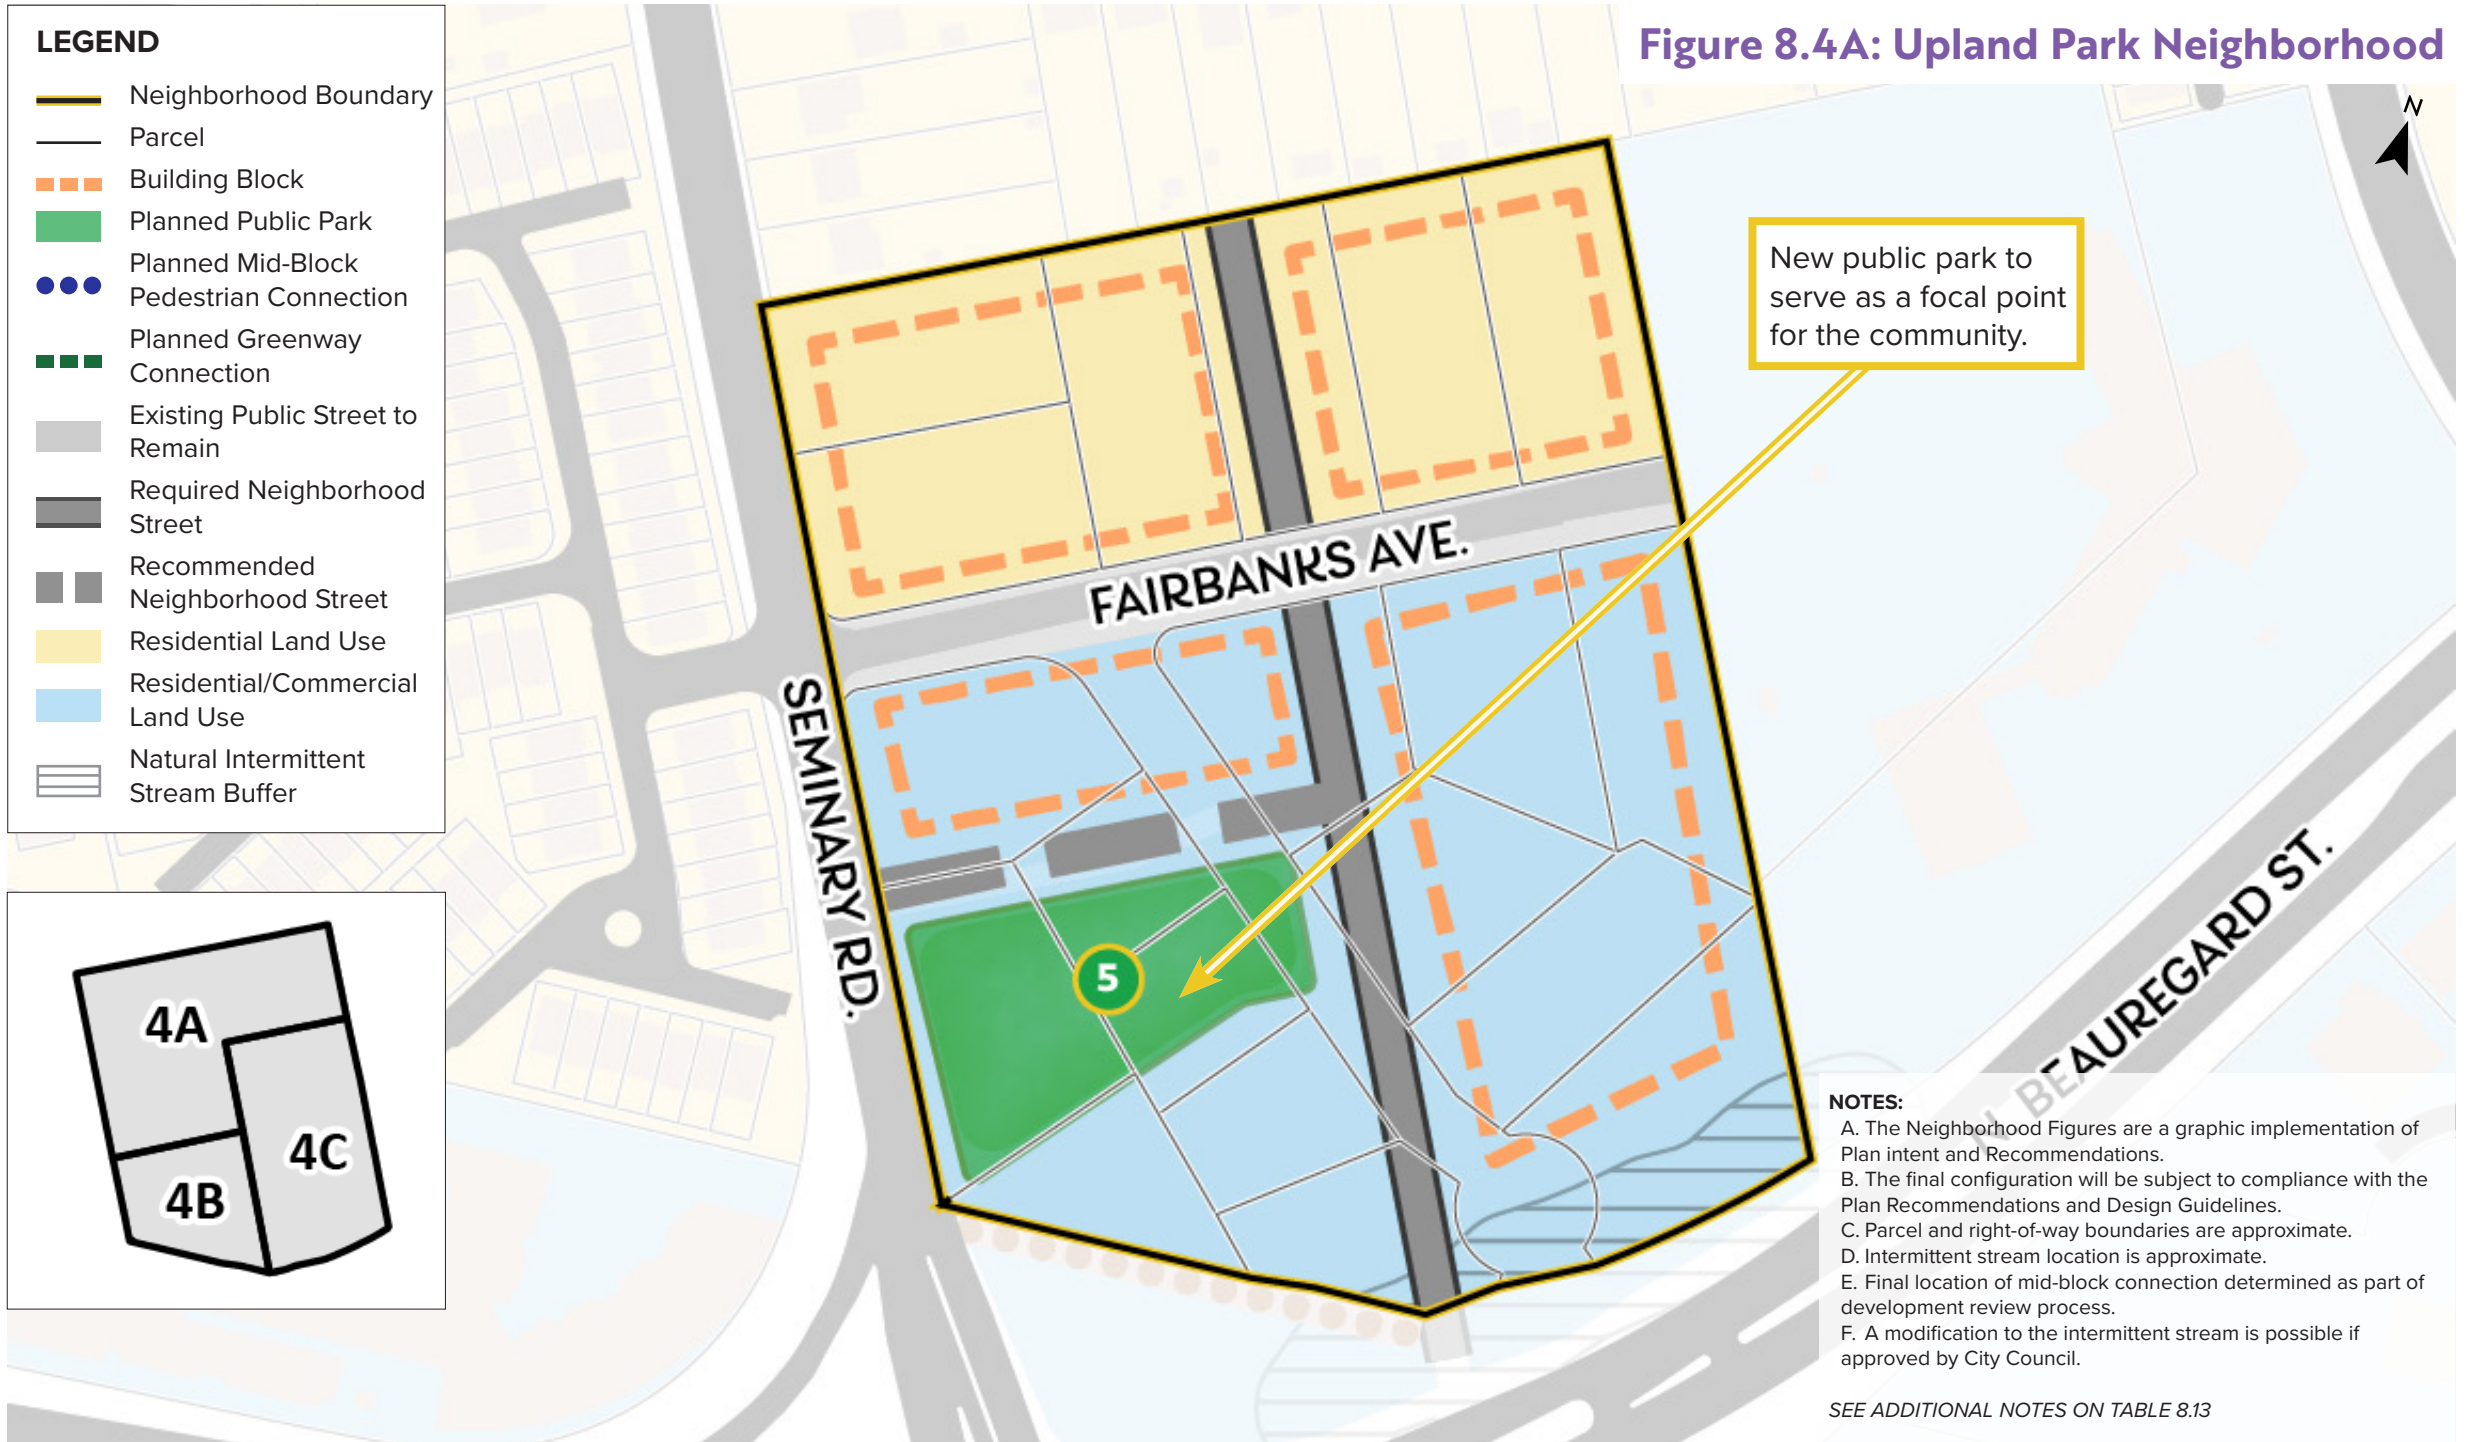 Figure 8.4A: Upland Park Neighborhood
LEGEND
Neighborhood Boundary
Parcel
Building Block
Planned Public Park
Planned Mid-Block
Pedestrian Connection
Planned Greenway
Connection
Existing Public Street to
Remain
Required Neighborhood
Street
Recommended
Neighborhood Street
Residential Land Use
Residential/Commercial
Land Use
Natural Intermittent
Stream Buffer
N
New public park to
serve as a focal point
for the community.
FAIRBANKS AVE.
SEMINARY RD.
5
N BEAUREGARD ST.
4A
4B
4C
NOTES:
A. The Neighborhood Figures are a graphic implementation of
Plan intent and Recommendations.
B. The final configuration will be subject to compliance with the
Plan Recommendations and Design Guidelines.
C. Parcel and right-of-way boundaries are approximate.
D. Intermittent stream location is approximate.
E. Final location of mid-block connection determined as part of
development review process.
F. A modification to the intermittent stream is possible if
approved by City Council.
SEE ADDITIONAL NOTES ON TABLE 8.13